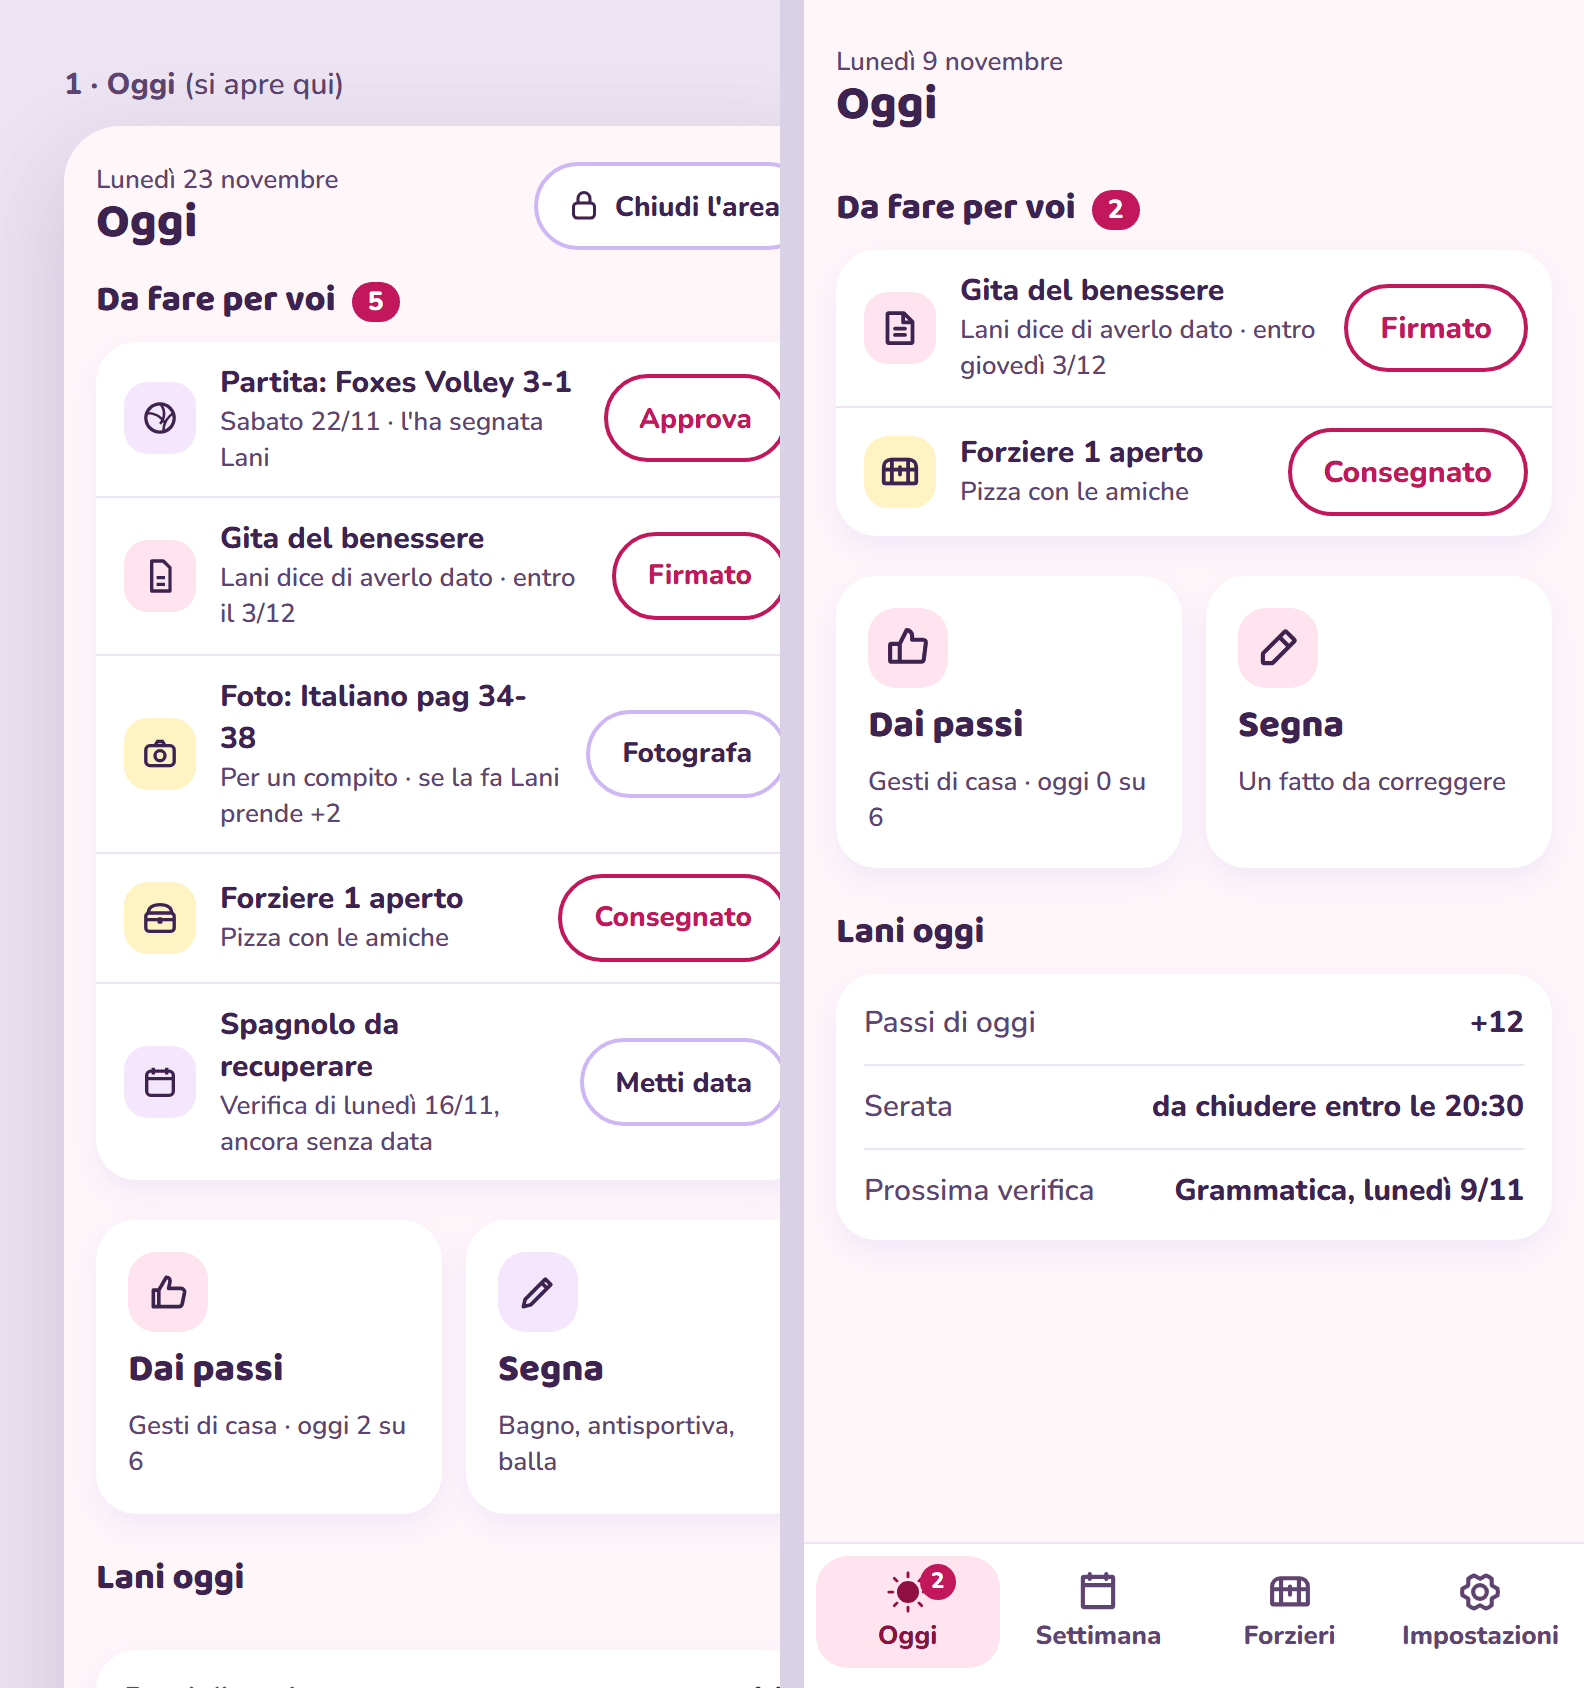 1 · Oggi (si apre qui)
Lunedì 23 novembre
Oggi
Chiudi l'area
Da fare per voi 5
Partita: Foxes Volley 3-1
Sabato 22/11 · l'ha segnata
Lani
Approva
Gita del benessere
Lani dice di averlo dato · entro
il 3/12
Firmato
Foto: Italiano pag 34-
38
Per un compito · se la fa Lani
prende +2
Fotografa
Forziere 1 aperto
Pizza con le amiche
Consegnato
Spagnolo da
recuperare
Verifica di lunedì 16/11,
ancora senza data
Metti data
Dai passi
Gesti di casa · oggi 2 su
6
Segna
Bagno, antisportiva,
balla
Lani oggi
Lunedì 9 novembre
Oggi
Da fare per voi 2
Gita del benessere
Lani dice di averlo dato · entro
giovedì 3/12
Firmato
Forziere 1 aperto
Pizza con le amiche
Consegnato
Dai passi
Gesti di casa · oggi 0 su
6
Segna
Un fatto da correggere
Lani oggi
Passi di oggi +12
Serata da chiudere entro le 20:30
Prossima verifica Grammatica, lunedì 9/11
2
Oggi
Settimana
Forzieri
Impostazioni